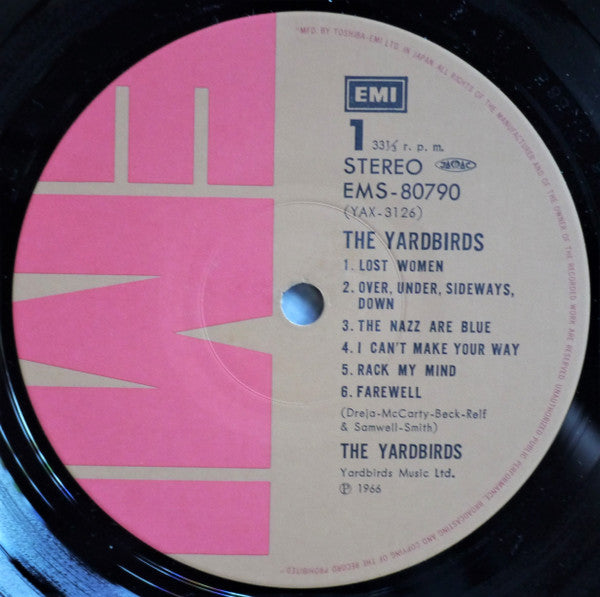 "MFD. BY TOSHIBA-EMI LTD. IN JAPAN. ALL RIGHTS OF THE MANUFACTURER AND OF THE OWNER OF THE RECORDED WORK ARE RESERVED UNAUTHORIZED PUBLIC PERFORMANCE BROADCASTING AND COPYING OF THE RECORD PROHIBITED"
EMI
EMI
1 33⅓ r. p. m.
STEREO JASRAC
EMS-80790
(YAX-3126)
THE YARDBIRDS
1. LOST WOMEN
2. OVER, UNDER, SIDEWAYS,
DOWN
3. THE NAZZ ARE BLUE
4. I CAN'T MAKE YOUR WAY
5. RACK MY MIND
6. FAREWELL
(Dreja-McCarty-Beck-Relf
& Samwell-Smith)
THE YARDBIRDS
Yardbirds Music Ltd.
℗ 1966